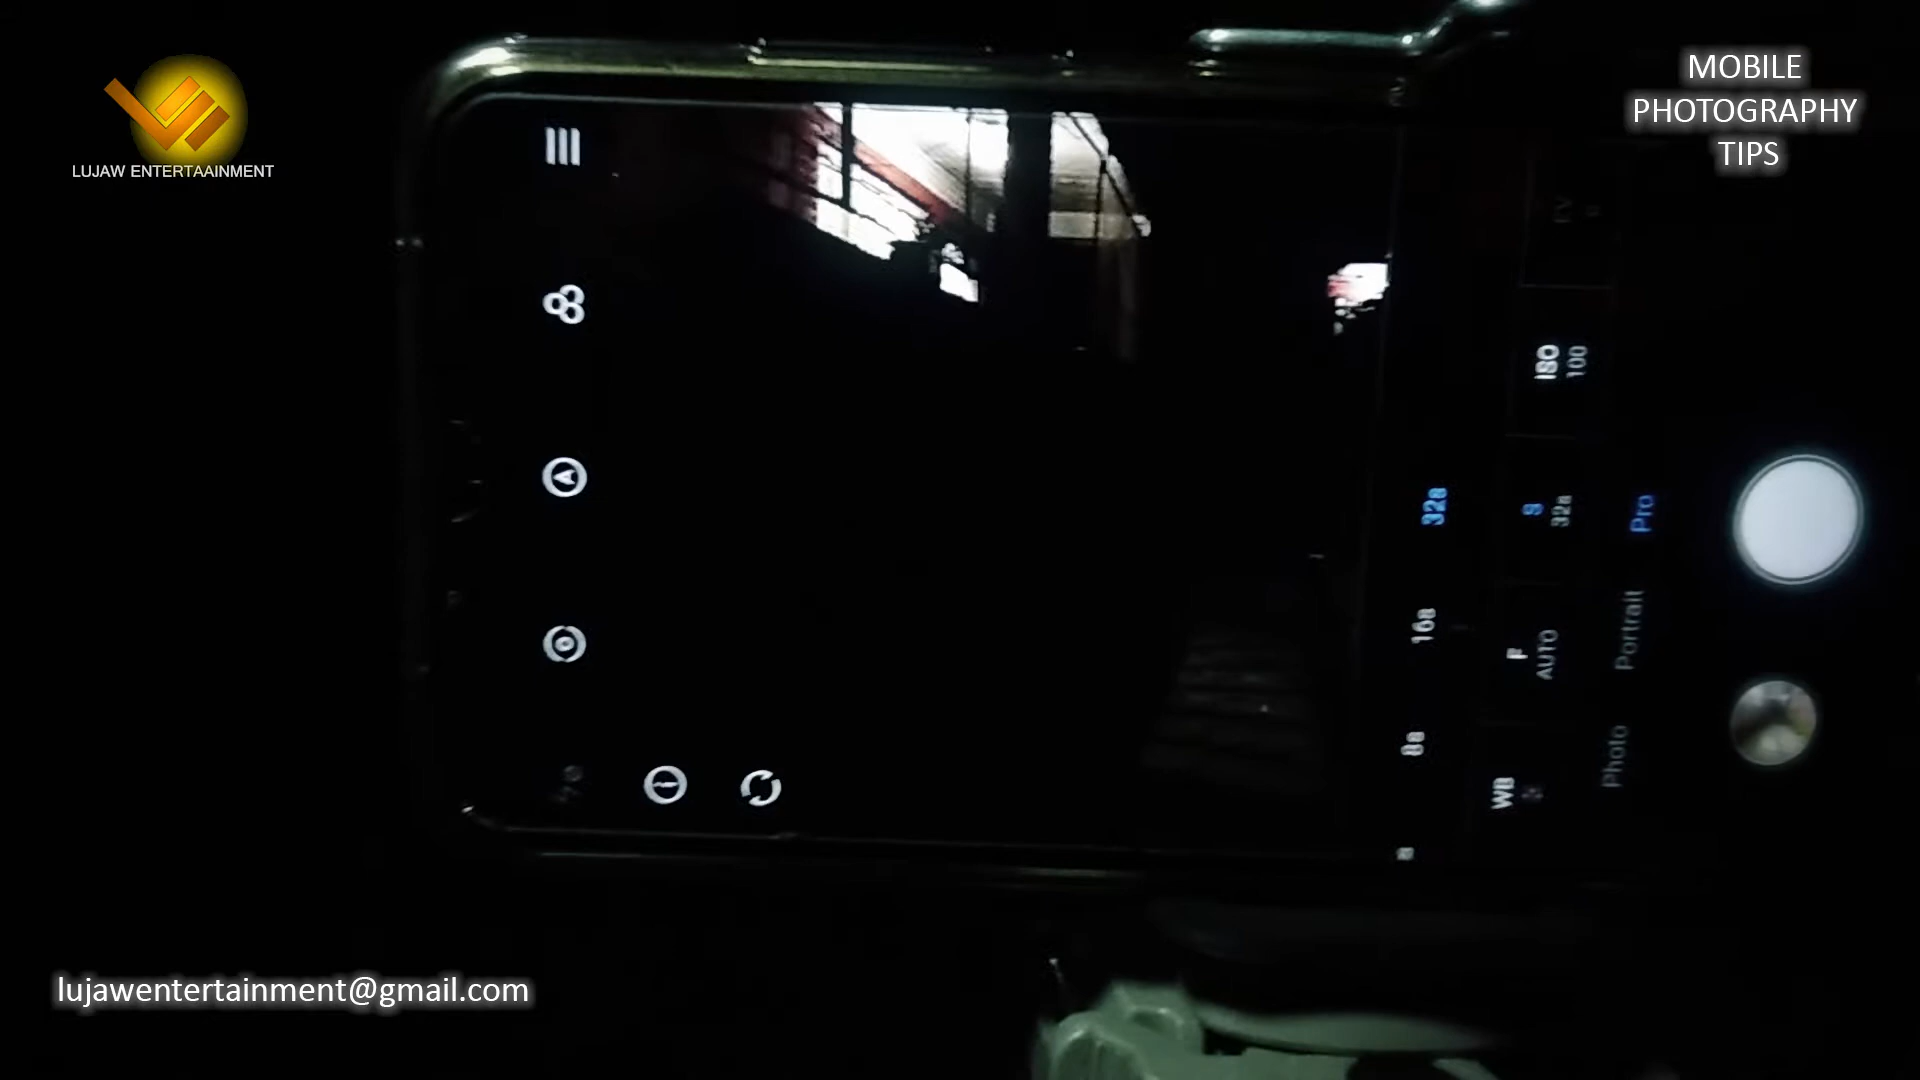 LUJAW ENTERTAAINMENT
MOBILE
PHOTOGRAPHY
TIPS
EV
ISO
100
32s
S
32s
Pro
16s
F
AUTO
Portrait
8s
WB
Photo
lujawentertainment@gmail.com